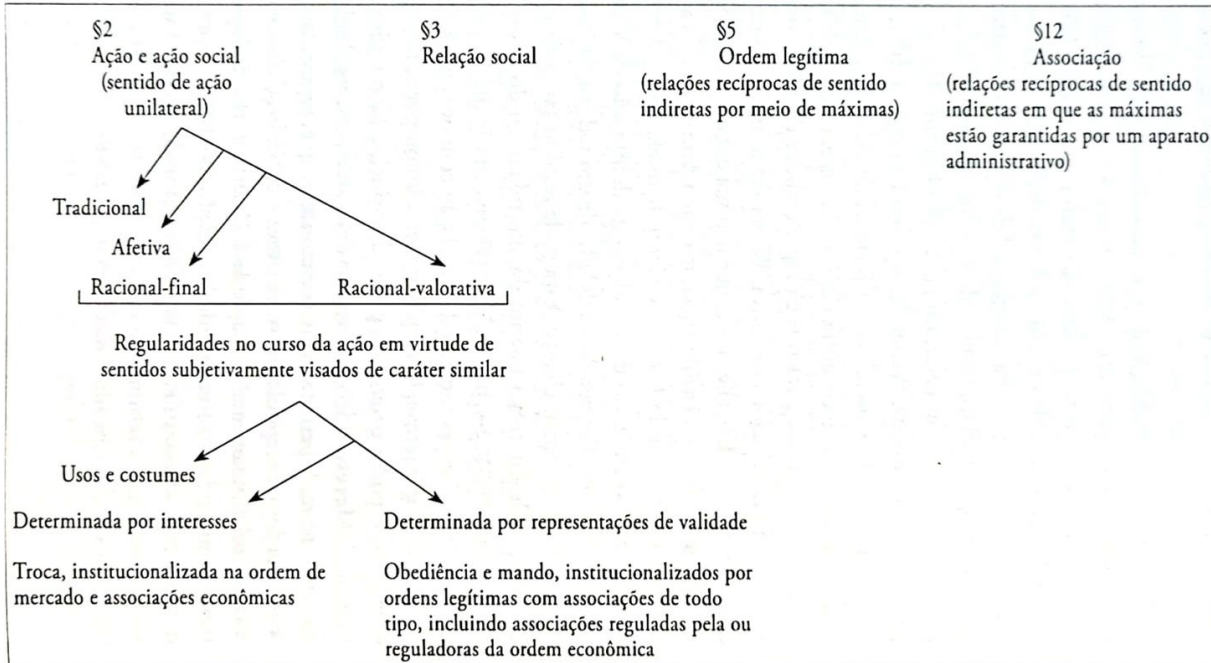 §2
Ação e ação social
(sentido de ação
unilateral)
§3
Relação social
§5
Ordem legítima
(relações recíprocas de sentido
indiretas por meio de máximas)
§12
Associação
(relações recíprocas de sentido
indiretas em que as máximas
estão garantidas por um aparato
administrativo)
Tradicional
Afetiva
Racional-final
Racional-valorativa
Regularidades no curso da ação em virtude de
sentidos subjetivamente visados de caráter similar
Usos e costumes
Determinada por interesses
Determinada por representações de validade
Troca, institucionalizada na ordem de
mercado e associações econômicas
Obediência e mando, institucionalizados por
ordens legítimas com associações de todo
tipo, incluindo associações reguladas pela ou
reguladoras da ordem econômica